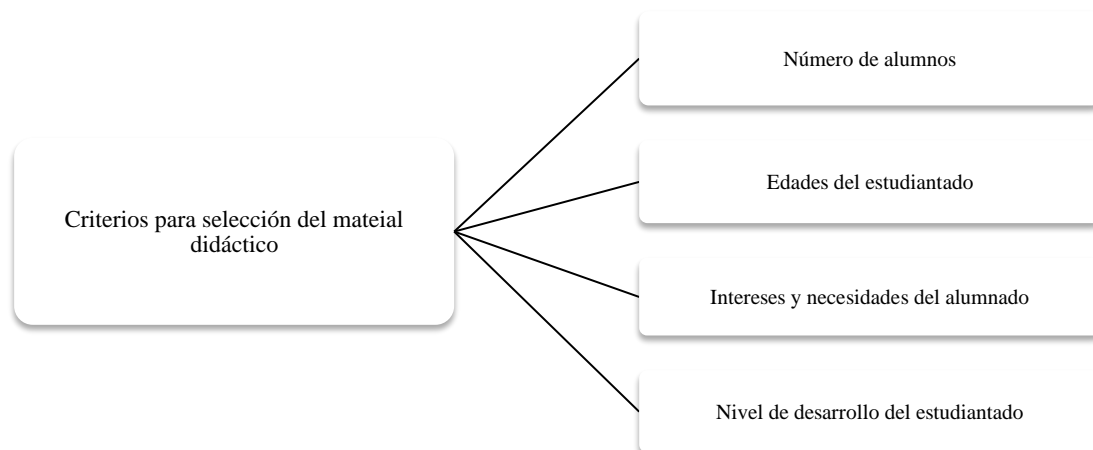 Número de alumnos
Edades del estudiantado
Criterios para selección del mateial
didáctico
Intereses y necesidades del alumnado
Nivel de desarrollo del estudiantado